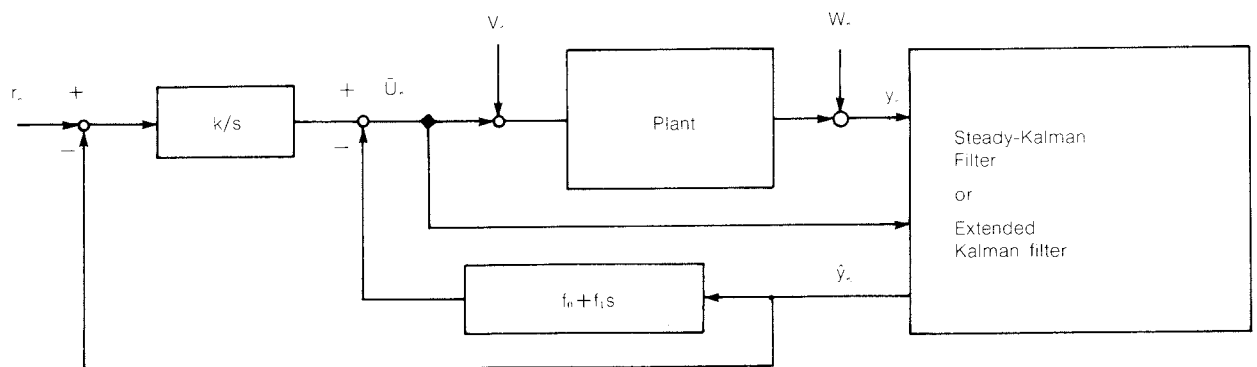 V.
W.
r.
+
k/s
+
Ū.
Plant
y.
−
−
Steady-Kalman
Filter
or
Extended
Kalman filter
f₀+f₁s
ŷ.